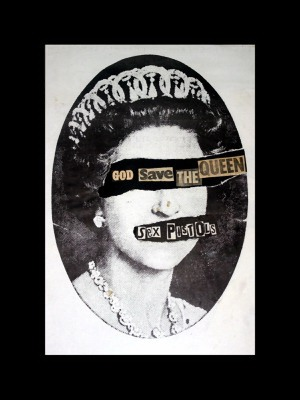 GOD Save THE QUEEN
SEX PISTOLS